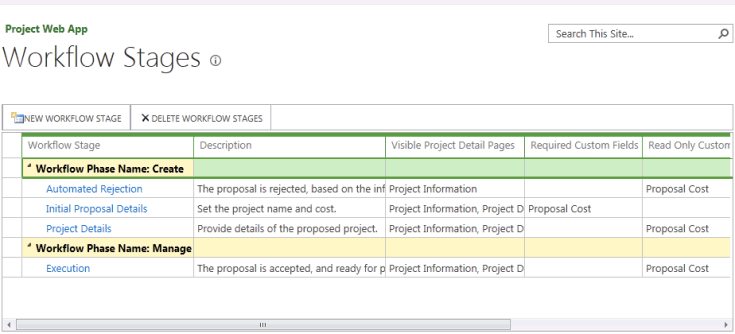 Project Web App
Search This Site...
Workflow Stages
NEW WORKFLOW STAGE DELETE WORKFLOW STAGES
Workflow Stage Description Visible Project Detail Pages Required Custom Fields Read Only Custom
Workflow Phase Name: Create
Automated Rejection The proposal is rejected, based on the inf Project Information Proposal Cost
Initial Proposal Details Set the project name and cost. Project Information, Project D Proposal Cost
Project Details Provide details of the proposed project. Project Information, Project D Proposal Cost
Workflow Phase Name: Manage
Execution The proposal is accepted, and ready for p Project Information, Project D Proposal Cost